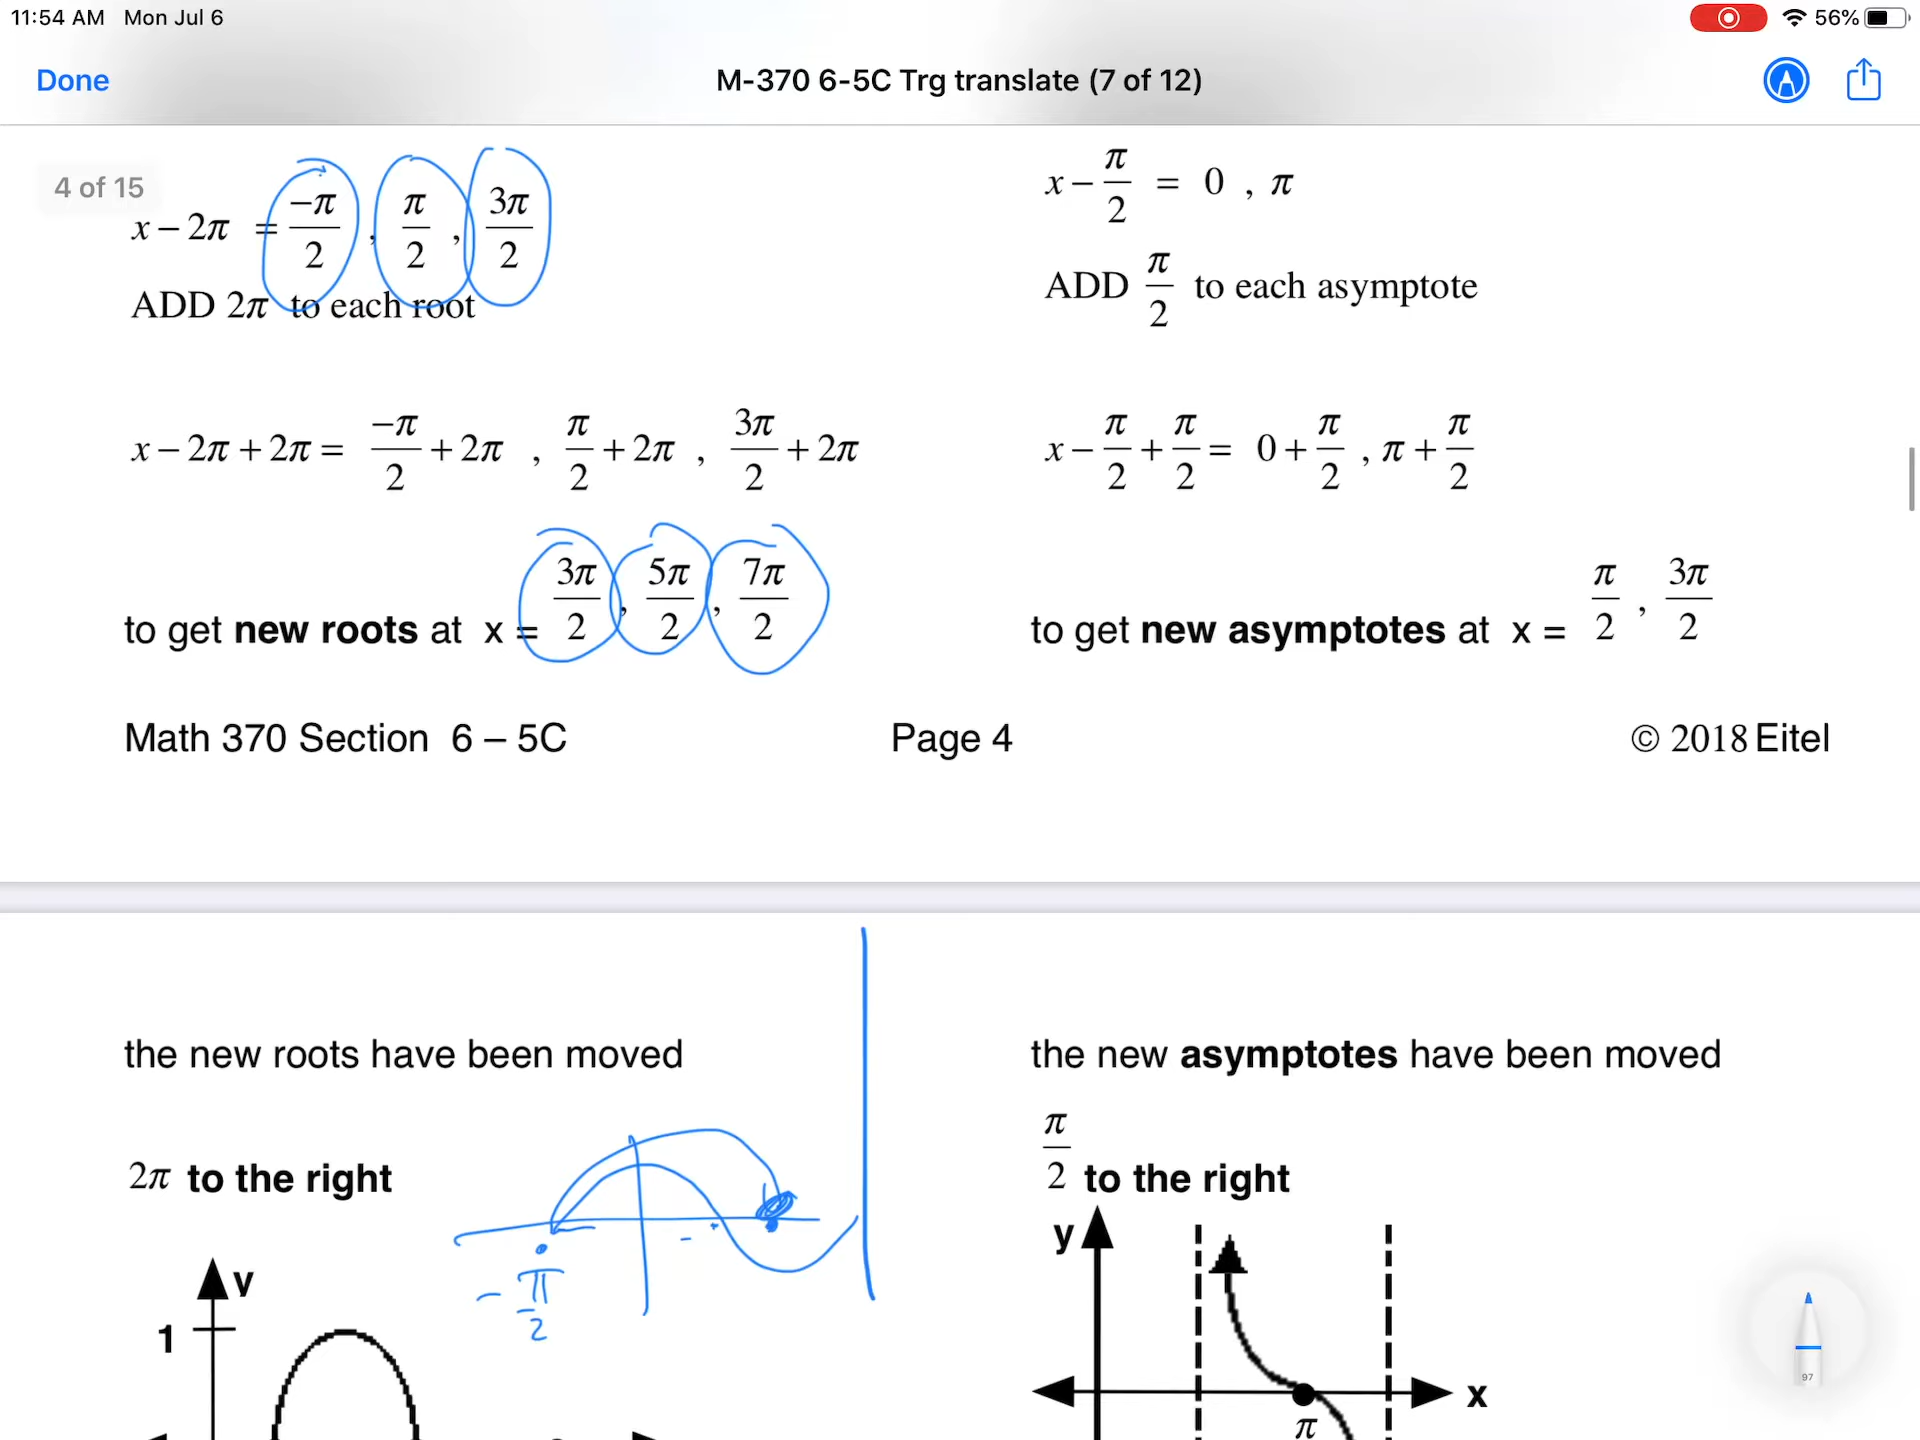 11:54 AM Mon Jul 6
56%
Done
M-370 6-5C Trg translate (7 of 12)
4 of 15
x − 2π = −π/2 , π/2 , 3π/2
ADD 2π to each root
x − 2π + 2π = −π/2 + 2π , π/2 + 2π , 3π/2 + 2π
to get new roots at x = 3π/2 , 5π/2 , 7π/2
x − π/2 = 0 , π
ADD π/2 to each asymptote
x − π/2 + π/2 = 0 + π/2 , π + π/2
to get new asymptotes at x = π/2 , 3π/2
Math 370 Section 6 – 5C
Page 4
© 2018 Eitel
the new roots have been moved
2π to the right
− π/2
y
1
the new asymptotes have been moved
π/2 to the right
y
x
π
97